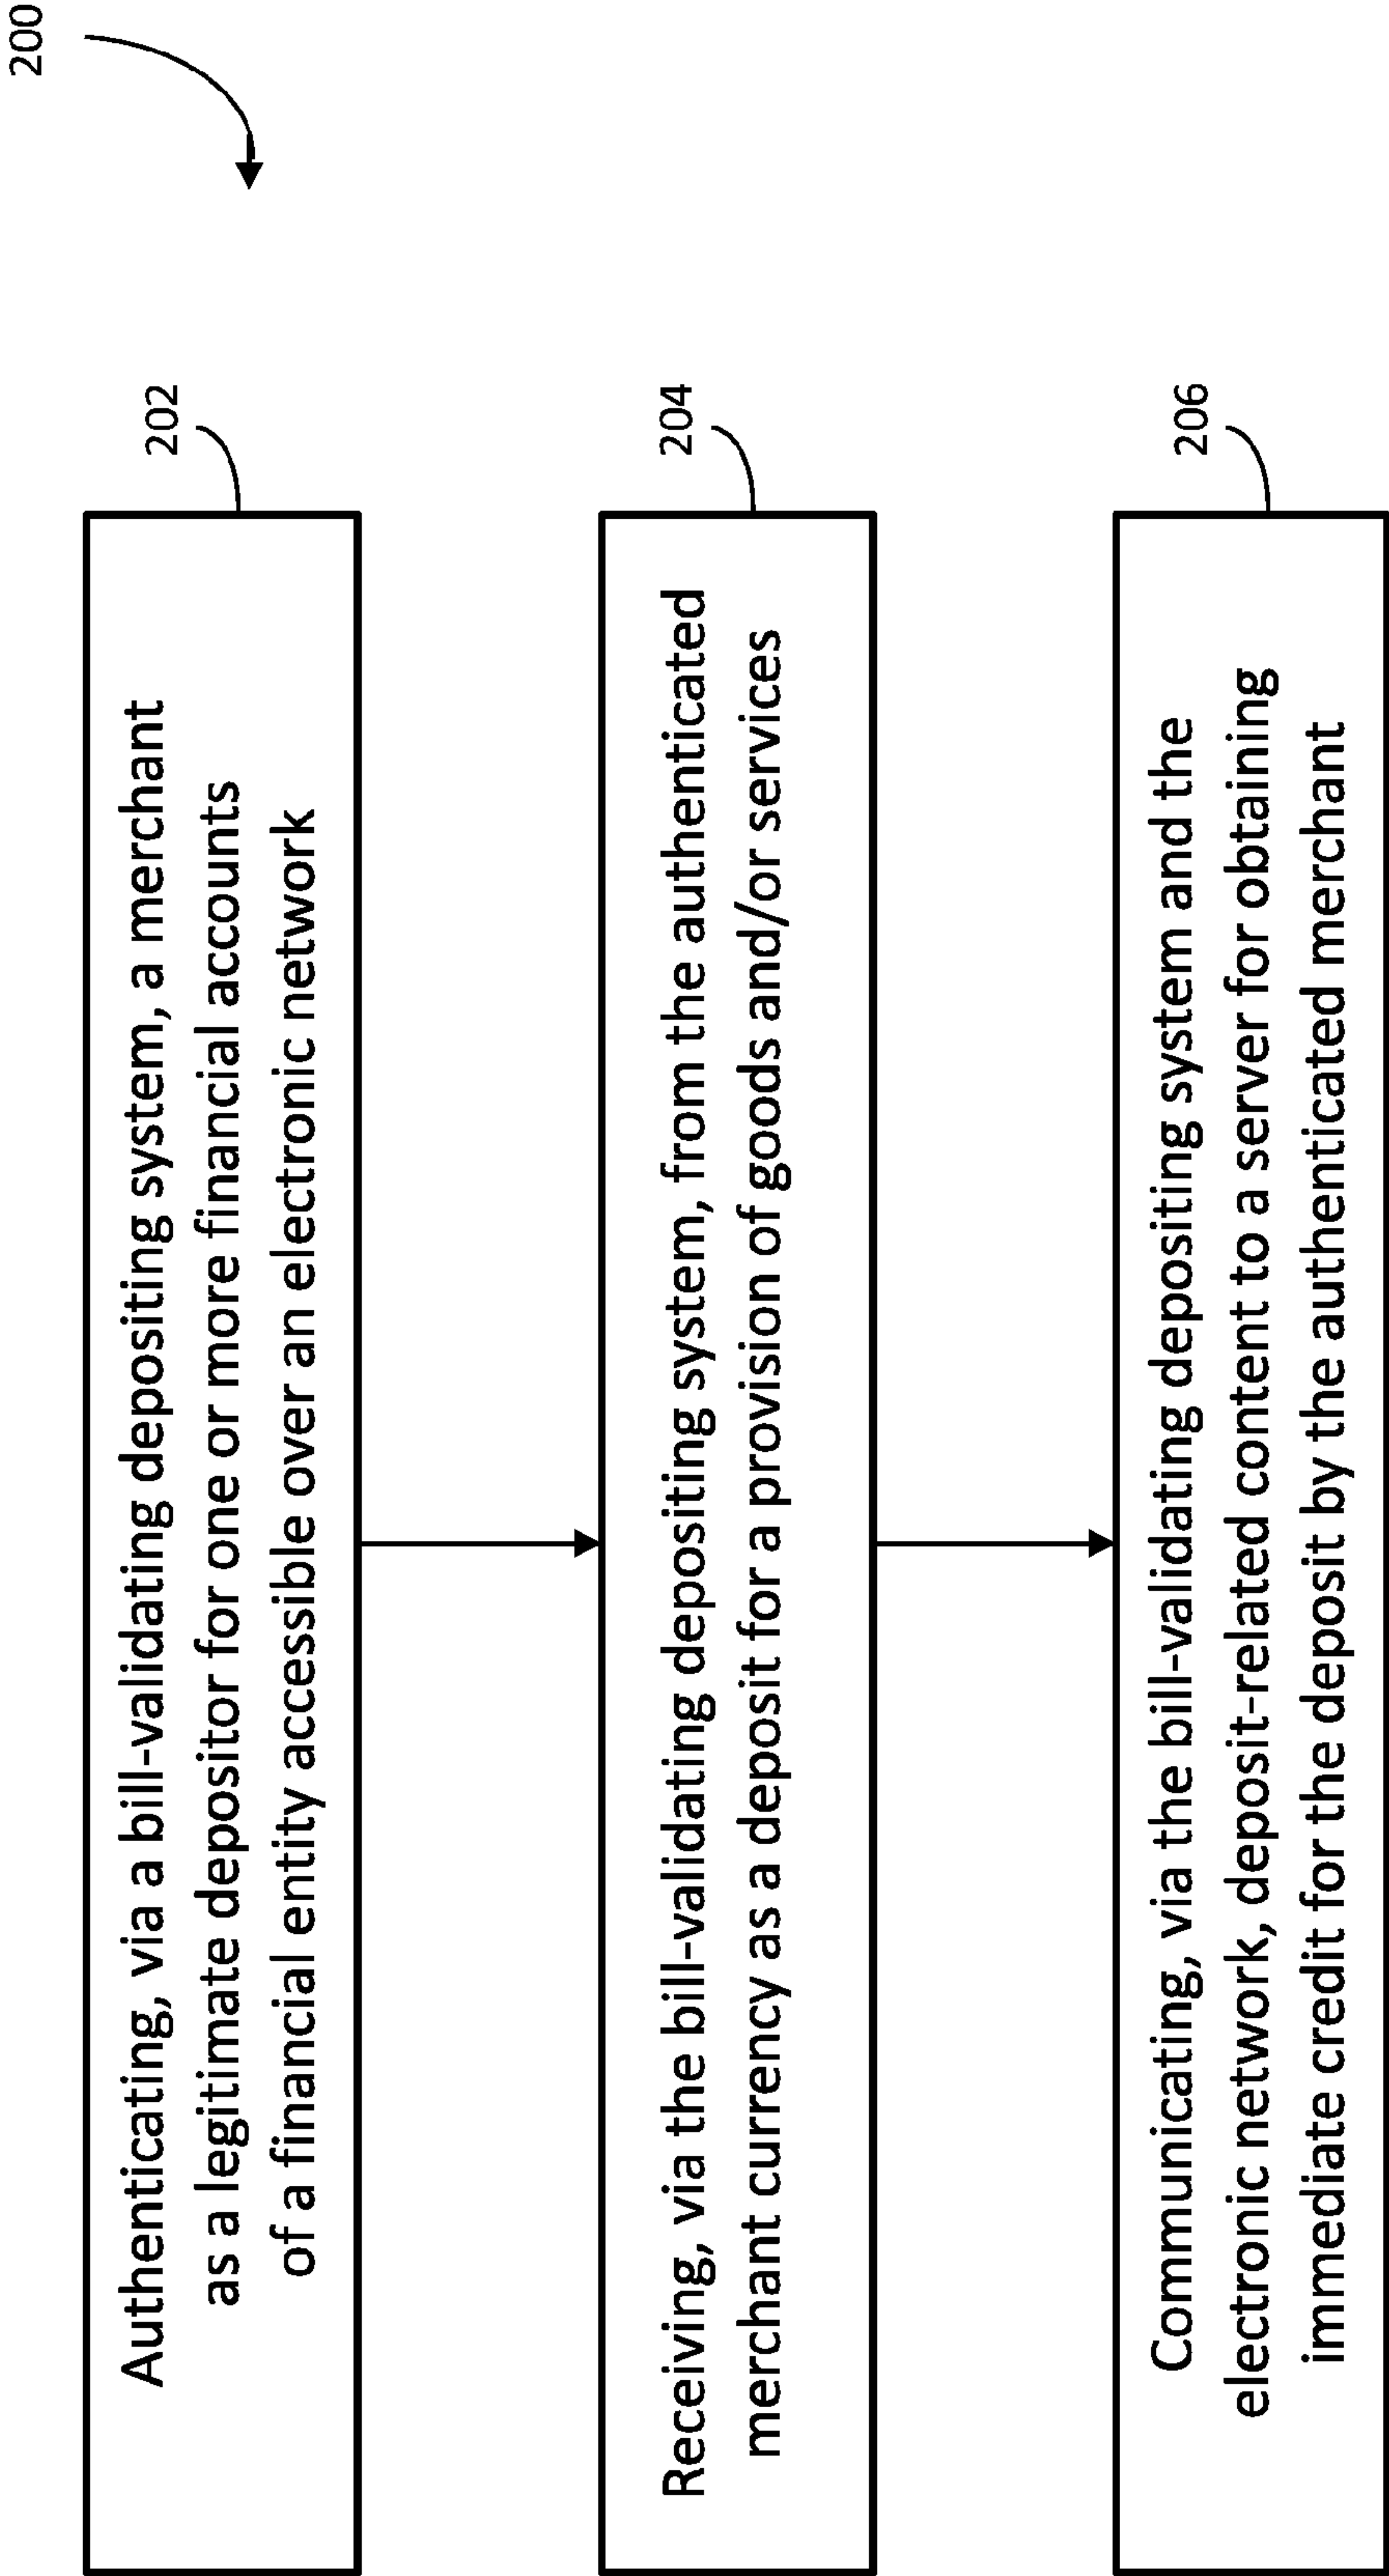 200
202
Authenticating, via a bill-validating depositing system, a merchant
as a legitimate depositor for one or more financial accounts
of a financial entity accessible over an electronic network
204
Receiving, via the bill-validating depositing system, from the authenticated
merchant currency as a deposit for a provision of goods and/or services
206
Communicating, via the bill-validating depositing system and the
electronic network, deposit-related content to a server for obtaining
immediate credit for the deposit by the authenticated merchant